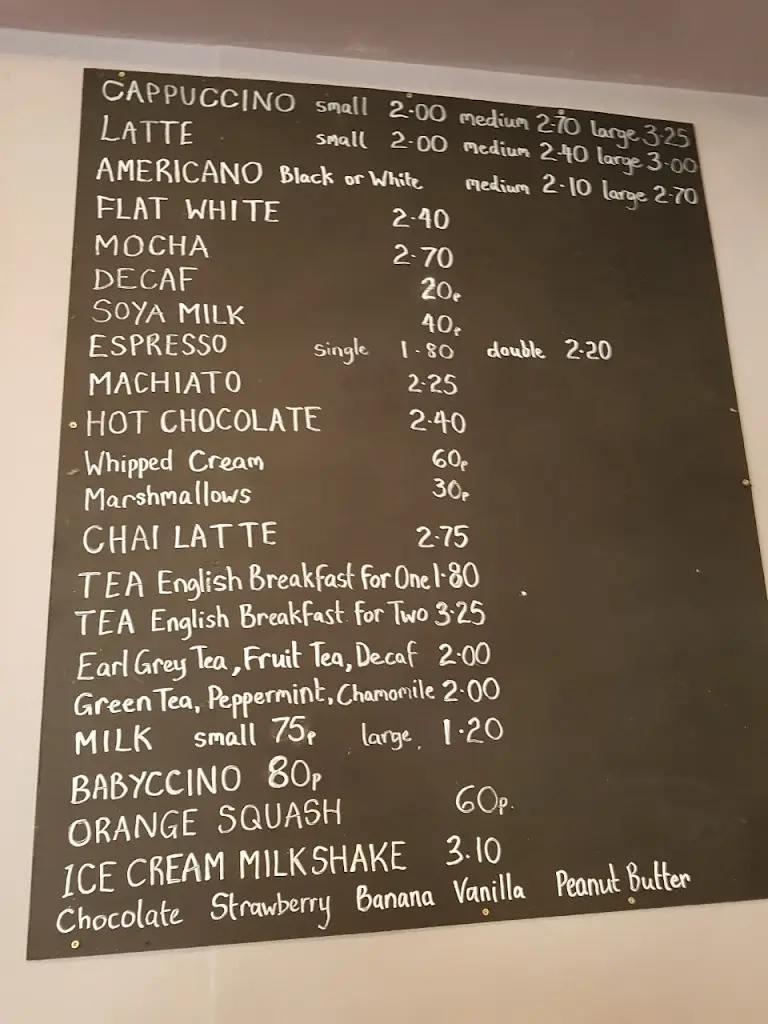 CAPPUCCINO small 2·00 medium 2·70 large 3·25
LATTE small 2·00 medium 2·40 large 3·00
AMERICANO Black or White medium 2·10 large 2·70
FLAT WHITE 2·40
MOCHA 2·70
DECAF 20p
SOYA MILK 40p
ESPRESSO single 1·80 double 2·20
MACHIATO 2·25
HOT CHOCOLATE 2·40
Whipped Cream 60p
Marshmallows 30p
CHAI LATTE 2·75
TEA English Breakfast for One 1·80
TEA English Breakfast for Two 3·25
Earl Grey Tea, Fruit Tea, Decaf 2·00
Green Tea, Peppermint, Chamomile 2·00
MILK small 75p large 1·20
BABYCCINO 80p
ORANGE SQUASH 60p.
ICE CREAM MILKSHAKE 3.10
Chocolate Strawberry Banana Vanilla Peanut Butter